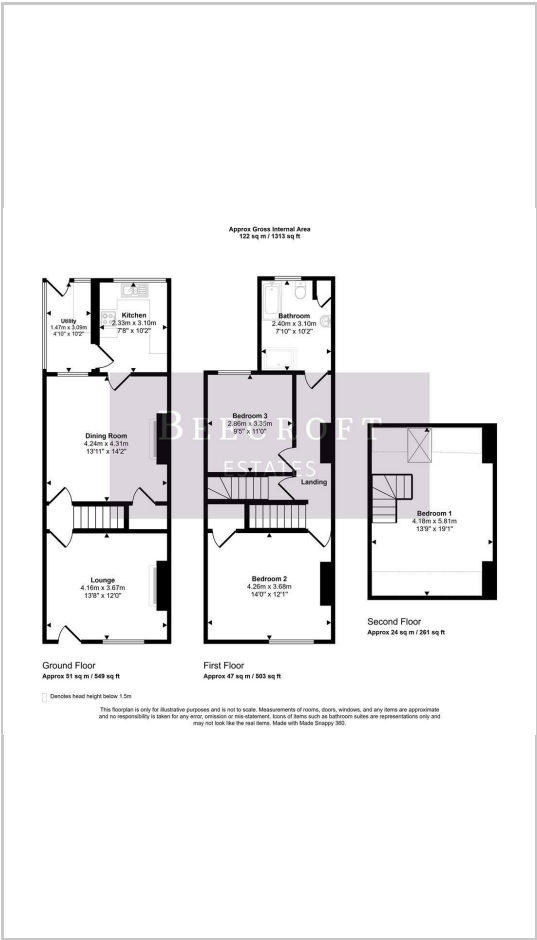 Approx Gross Internal Area
122 sq m / 1313 sq ft
Utility
1.47m x 3.09m
4'10" x 10'2"
Kitchen
2.33m x 3.10m
7'8" x 10'2"
Bathroom
2.40m x 3.10m
7'10" x 10'2"
Dining Room
4.24m x 4.31m
13'11" x 14'2"
Bedroom 3
2.86m x 3.35m
9'5" x 11'0"
BEECROFT
ESTATES
Landing
Bedroom 1
4.18m x 5.81m
13'9" x 19'1"
Lounge
4.16m x 3.67m
13'8" x 12'0"
Bedroom 2
4.26m x 3.68m
14'0" x 12'1"
Second Floor
Approx 24 sq m / 261 sq ft
Ground Floor
Approx 51 sq m / 549 sq ft
First Floor
Approx 47 sq m / 503 sq ft
Denotes head height below 1.5m
This floorplan is only for illustrative purposes and is not to scale. Measurements of rooms, doors, windows, and any items are approximate
and no responsibility is taken for any error, omission or mis-statement. Icons of items such as bathroom suites are representations only and
may not look like the real items. Made with Made Snappy 360.